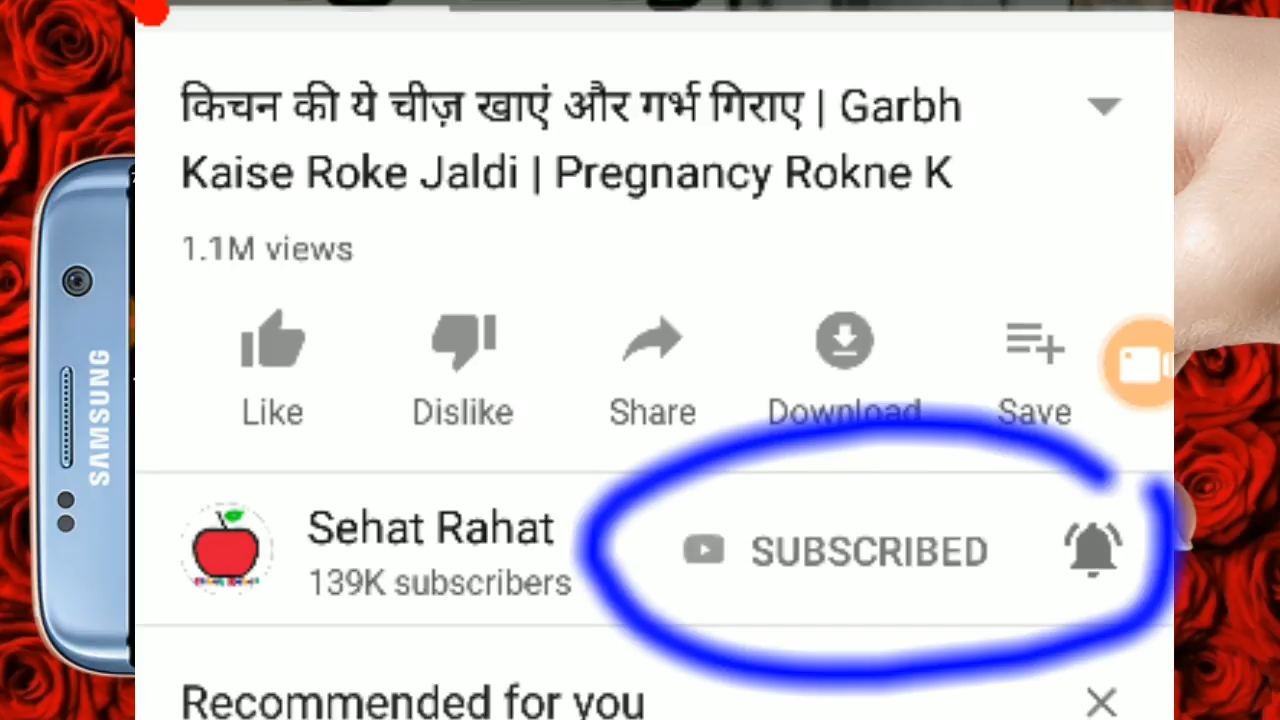 किचन की ये चीज़ खाएं और गर्भ गिराए | Garbh
Kaise Roke Jaldi | Pregnancy Rokne K
1.1M views
Like Dislike Share Download Save
SAMSUNG
Sehat Rahat
139K subscribers
SUBSCRIBED
Recommended for you